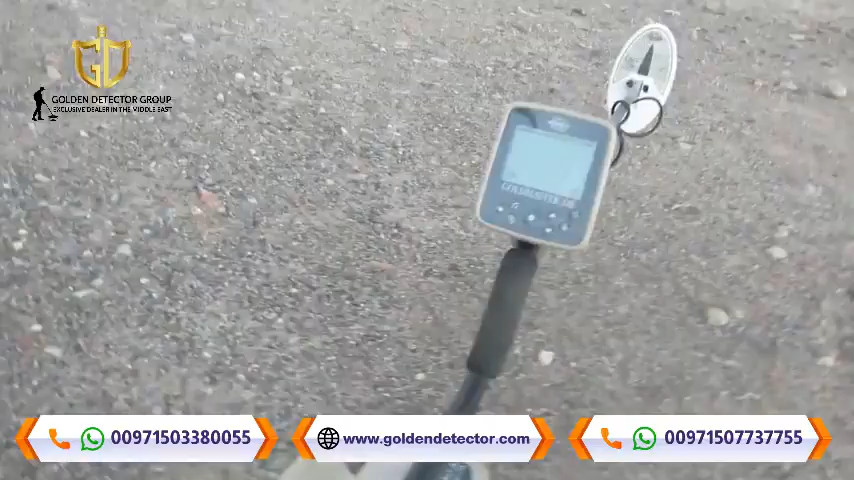 GD
GOLDEN DETECTOR GROUP
EXCLUSIVE DEALER IN THE MIDDLE EAST
00971503380055
www.goldendetector.com
00971507737755